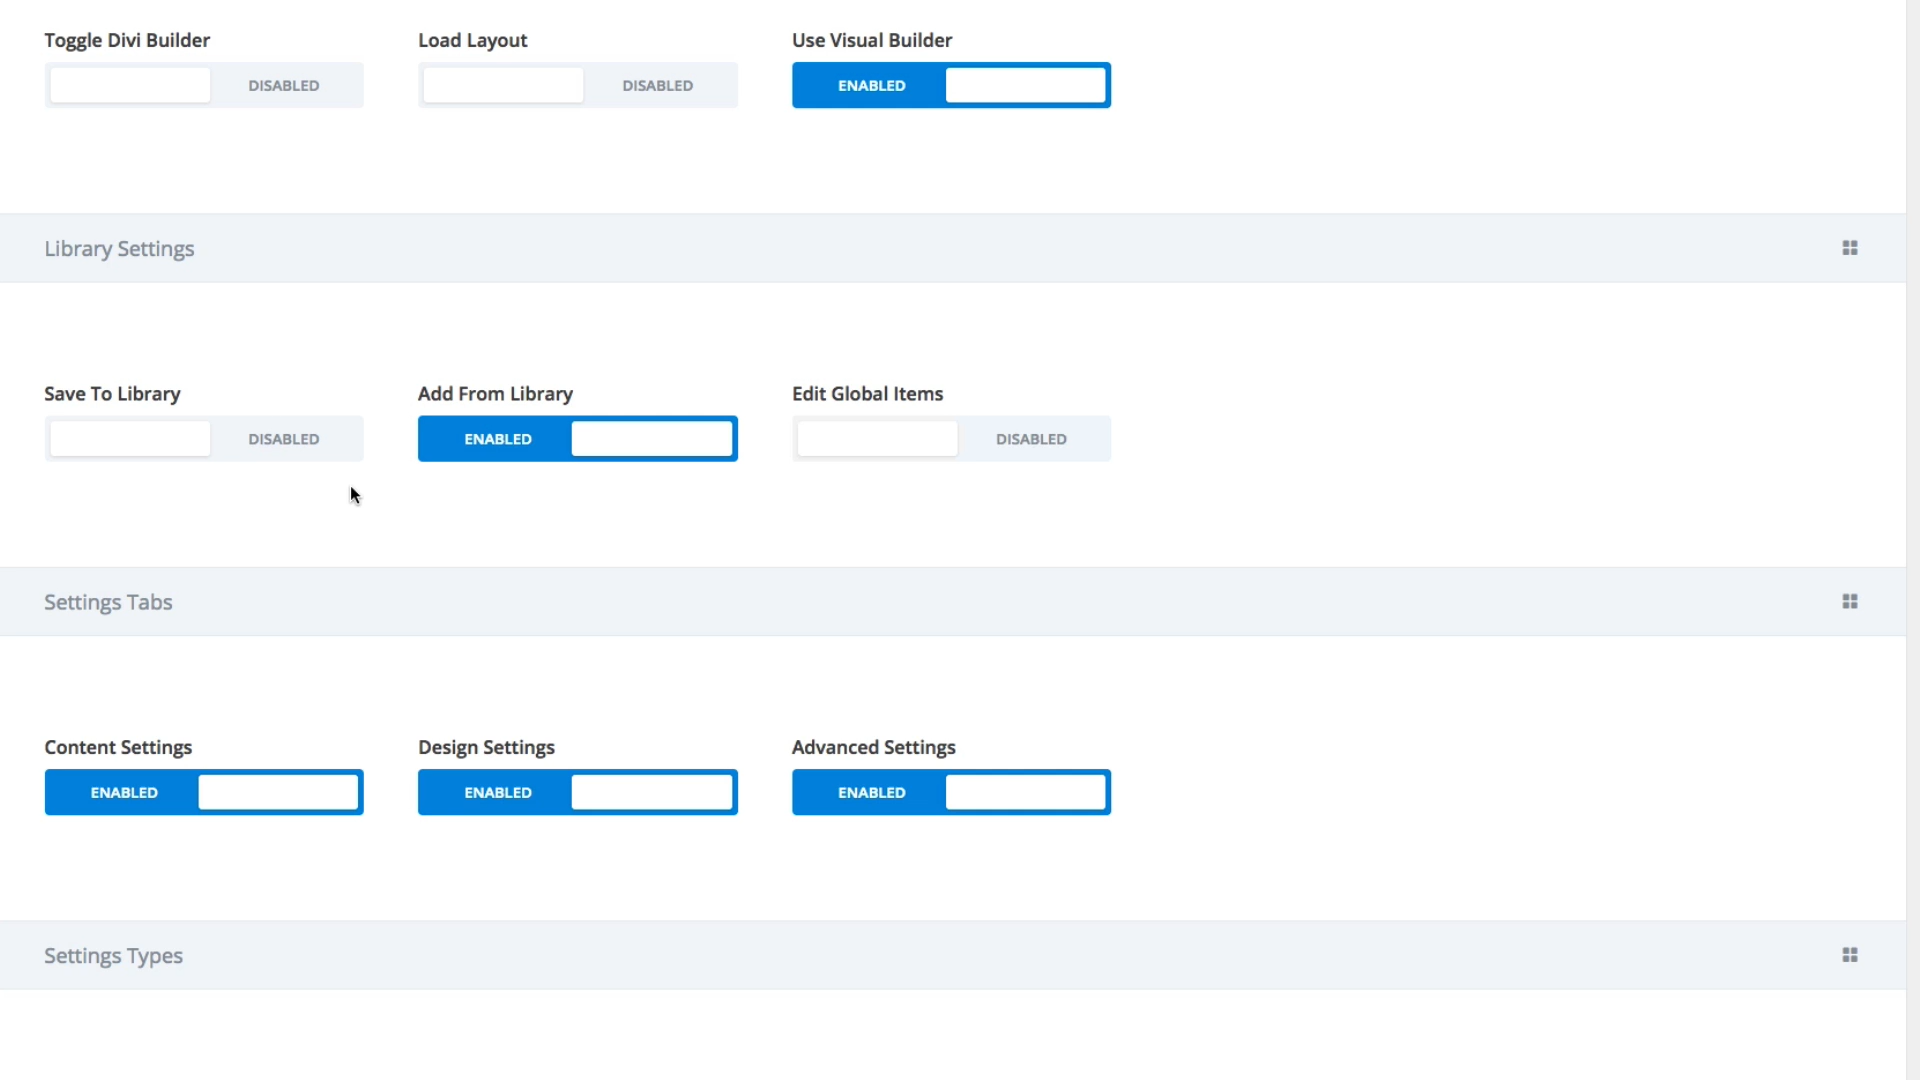 Toggle Divi Builder
Load Layout
Use Visual Builder
DISABLED
DISABLED
ENABLED
Library Settings
Save To Library
Add From Library
Edit Global Items
DISABLED
ENABLED
DISABLED
Settings Tabs
Content Settings
Design Settings
Advanced Settings
ENABLED
ENABLED
ENABLED
Settings Types